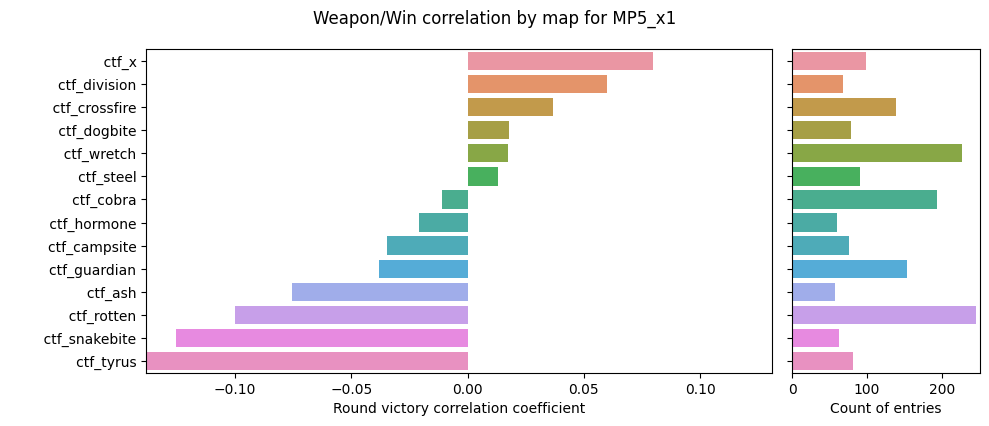 Weapon/Win correlation by map for MP5_x1
ctf_x
ctf_division
ctf_crossfire
ctf_dogbite
ctf_wretch
ctf_steel
ctf_cobra
ctf_hormone
ctf_campsite
ctf_guardian
ctf_ash
ctf_rotten
ctf_snakebite
ctf_tyrus
−0.10 −0.05 0.00 0.05 0.10
Round victory correlation coefficient
0 100 200
Count of entries